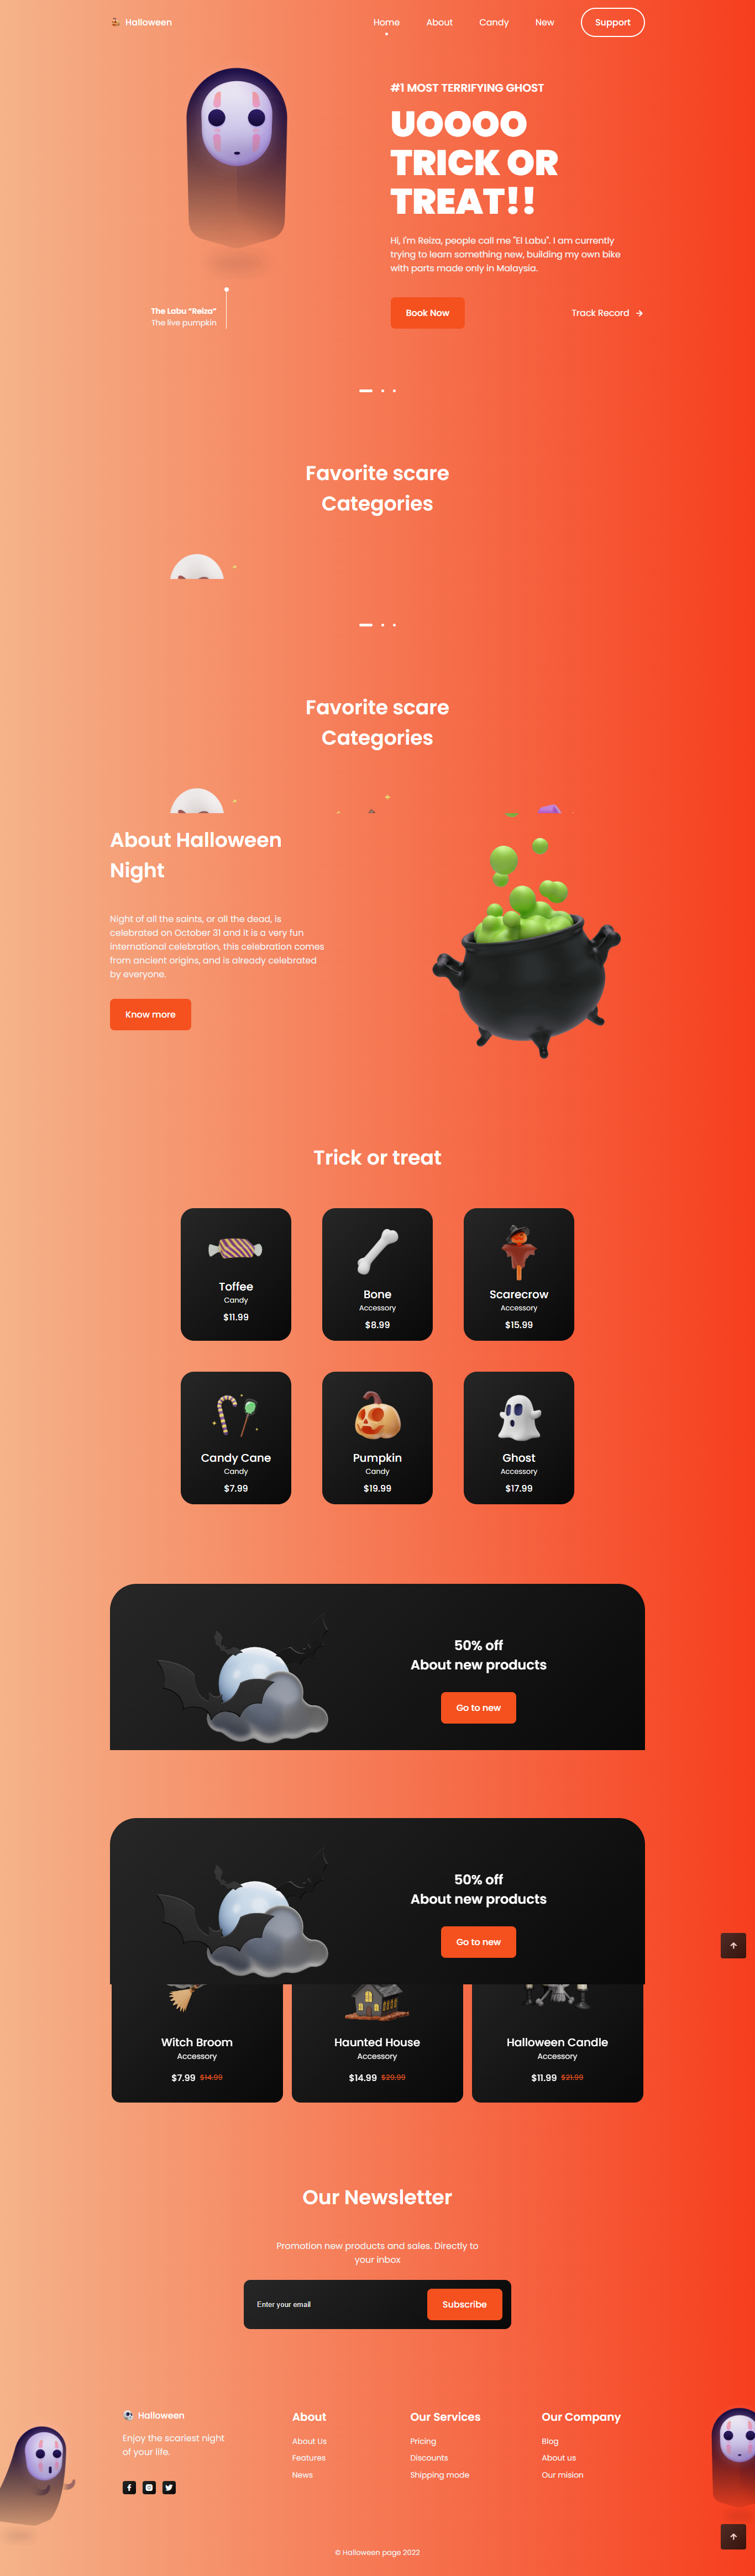 Halloween
Home
About
Candy
New
Support
#1 MOST TERRIFYING GHOST
UOOOO
TRICK OR
TREAT!!
Hi, I'm Reiza, people call me "El Labu". I am currently
trying to learn something new, building my own bike
with parts made only in Malaysia.
The Labu “Reiza”
The live pumpkin
Book Now
Track Record
Favorite scare
Categories
Favorite scare
Categories
About Halloween
Night
Night of all the saints, or all the dead, is
celebrated on October 31 and it is a very fun
international celebration, this celebration comes
from ancient origins, and is already celebrated
by everyone.
Know more
Trick or treat
Toffee
Candy
$11.99
Bone
Accessory
$8.99
Scarecrow
Accessory
$15.99
Candy Cane
Candy
$7.99
Pumpkin
Candy
$19.99
Ghost
Accessory
$17.99
50% off
About new products
Go to new
50% off
About new products
Go to new
Witch Broom
Accessory
$7.99 $14.99
Haunted House
Accessory
$14.99 $29.99
Halloween Candle
Accessory
$11.99 $21.99
Our Newsletter
Promotion new products and sales. Directly to
your inbox
Enter your email
Subscribe
Halloween
Enjoy the scariest night
of your life.
About
About Us
Features
News
Our Services
Pricing
Discounts
Shipping mode
Our Company
Blog
About us
Our mision
© Halloween page 2022